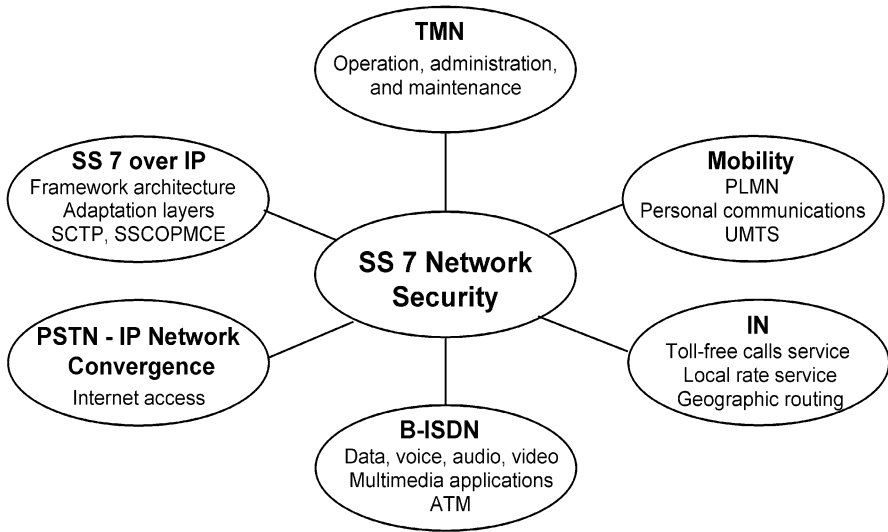 TMN
Operation, administration,
and maintenance
SS 7 over IP
Framework architecture
Adaptation layers
SCTP, SSCOPMCE
Mobility
PLMN
Personal communications
UMTS
SS 7 Network
Security
PSTN - IP Network
Convergence
Internet access
IN
Toll-free calls service
Local rate service
Geographic routing
B-ISDN
Data, voice, audio, video
Multimedia applications
ATM